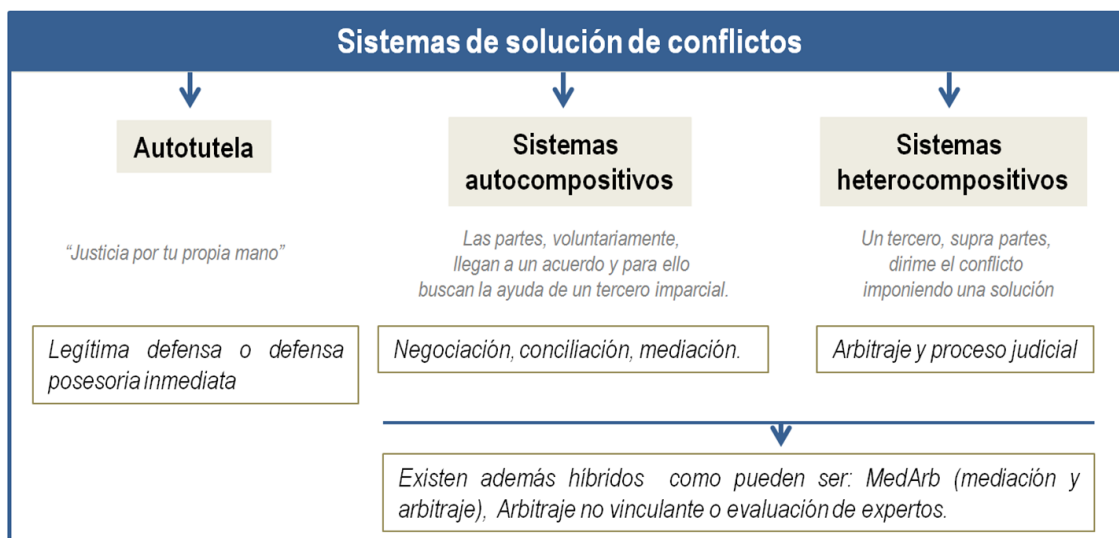 Sistemas de solución de conflictos
Autotutela
“Justicia por tu propia mano”
Legítima defensa o defensa
posesoria inmediata
Sistemas
autocompositivos
Las partes, voluntariamente,
llegan a un acuerdo y para ello
buscan la ayuda de un tercero imparcial.
Negociación, conciliación, mediación.
Sistemas
heterocompositivos
Un tercero, supra partes,
dirime el conflicto
imponiendo una solución
Arbitraje y proceso judicial
Existen además híbridos como pueden ser: MedArb (mediación y
arbitraje), Arbitraje no vinculante o evaluación de expertos.